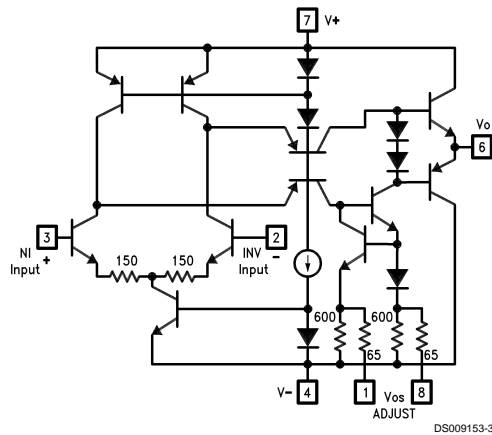 7 V+
Vo
6
3
2
NI
Input +
150
150
INV
Input -
600
600
65
65
V- 4
1
Vos
8
ADJUST
DS009153-3